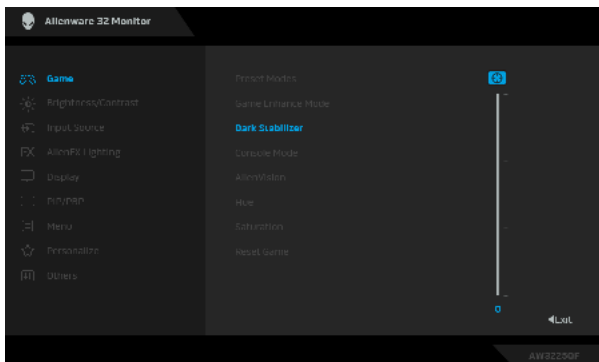 Alienware 32 Monitor
Game
Brightness/Contrast
Input Source
AlienFX Lighting
Display
PIP/PBP
Menu
Personalize
Others
Preset Modes
Game Enhance Mode
Dark Stabilizer
Console Mode
AlienVision
Hue
Saturation
Reset Game
0
Exit
AW3225QF